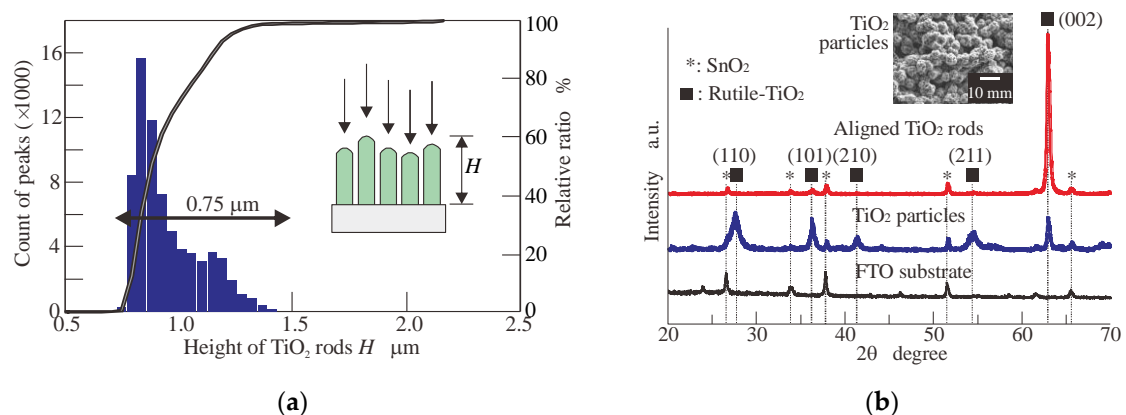 100
16
12
8
4
0
Count of peaks (×1000)
80
60
40
20
0
Relative ratio %
0.75 μm
H
0.5
1.0
1.5
2.0
2.5
Height of TiO2 rods H μm
(a)
TiO2
particles
*: SnO2
■: Rutile-TiO2
10 mm
■ (002)
Aligned TiO2 rods
(110)
(101)
(210)
(211)
* ■ * ■ * ■ * ■ *
TiO2 particles
FTO substrate
Intensity a.u.
20
30
40
50
60
70
2θ degree
(b)